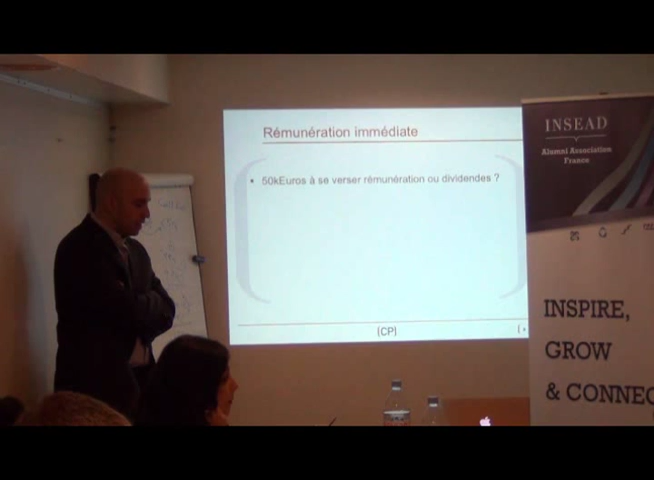 Rémunération immédiate
• 50kEuros à se verser rémunération ou dividendes ?
[CP]
INSEAD
Alumni Association
France
INSPIRE,
GROW
& CONNEC